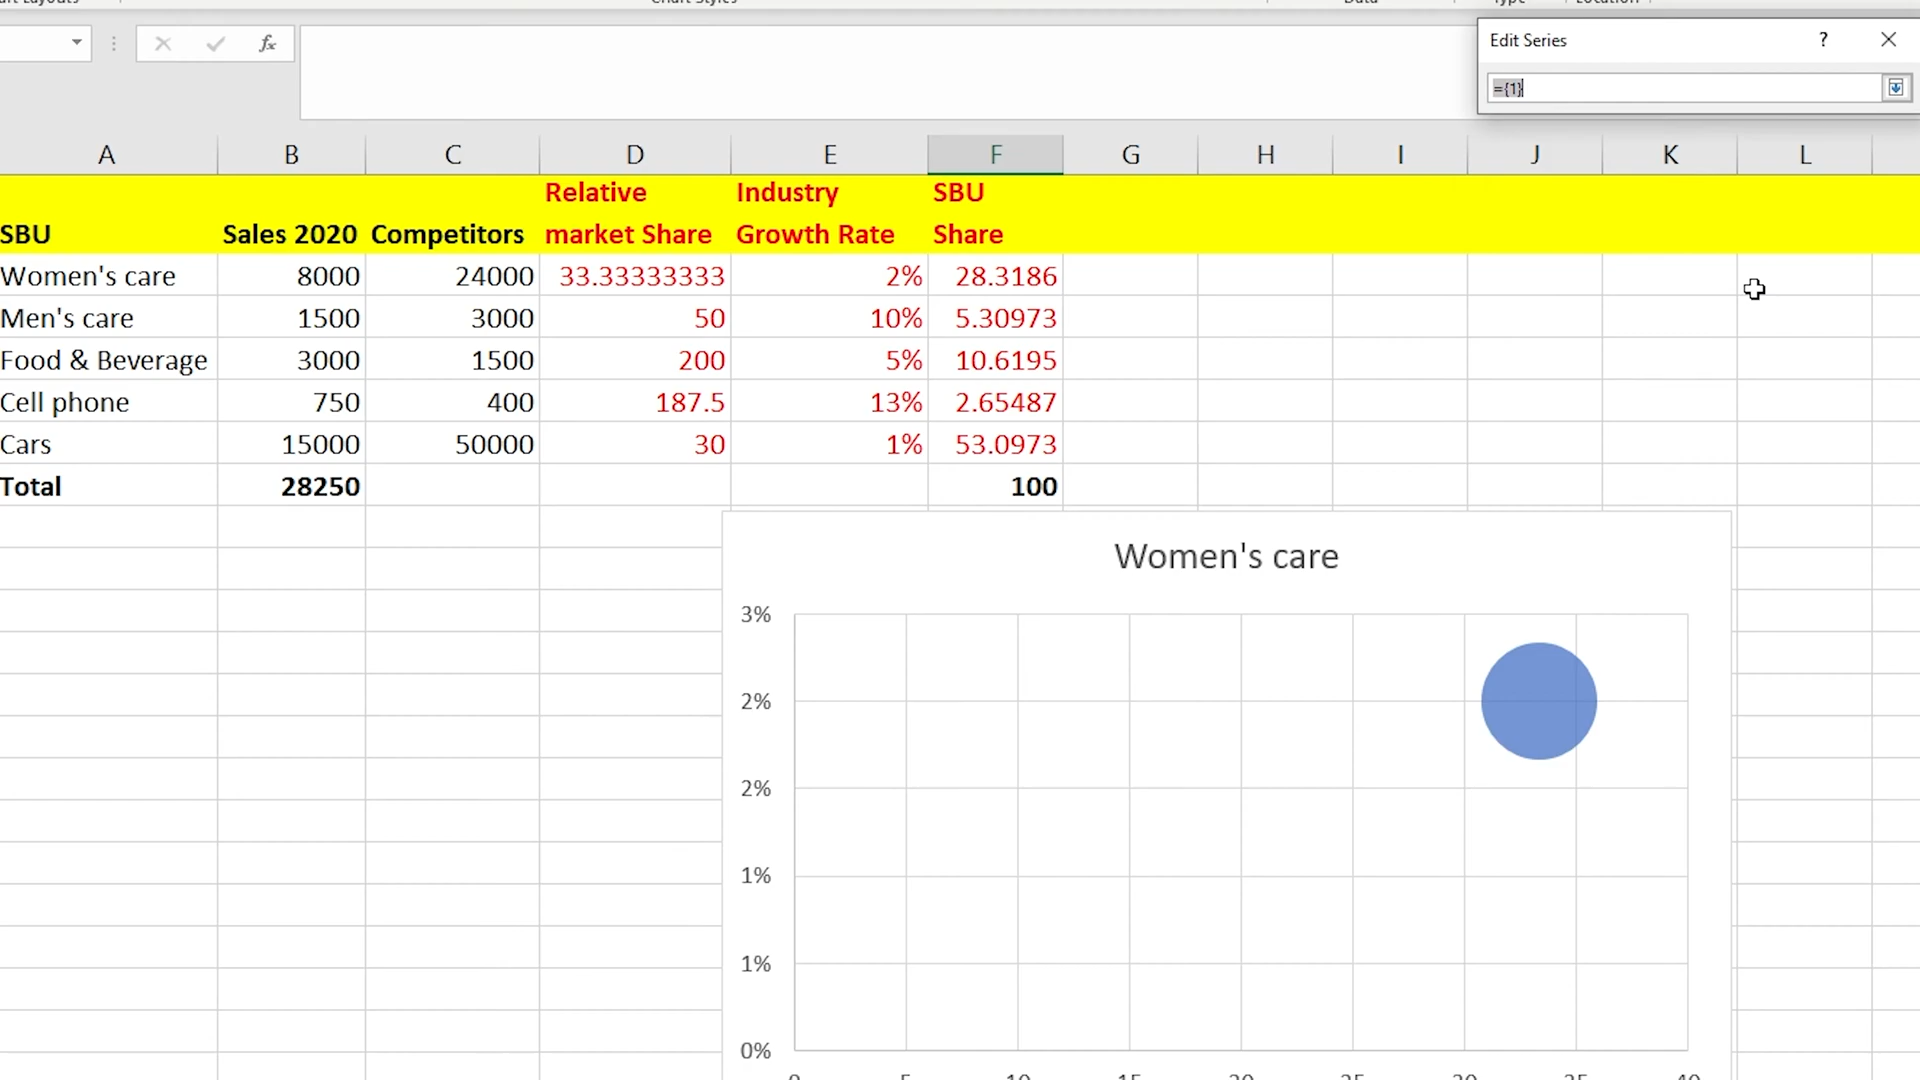 Edit Series ?
={1}
fx
A B C D E F G H I J K L
Relative Industry SBU
SBU Sales 2020 Competitors market Share Growth Rate Share
Women's care 8000 24000 33.33333333 2% 28.3186
Men's care 1500 3000 50 10% 5.30973
Food & Beverage 3000 1500 200 5% 10.6195
Cell phone 750 400 187.5 13% 2.65487
Cars 15000 50000 30 1% 53.0973
Total 28250 100
Women's care
3%
2%
2%
1%
1%
0%